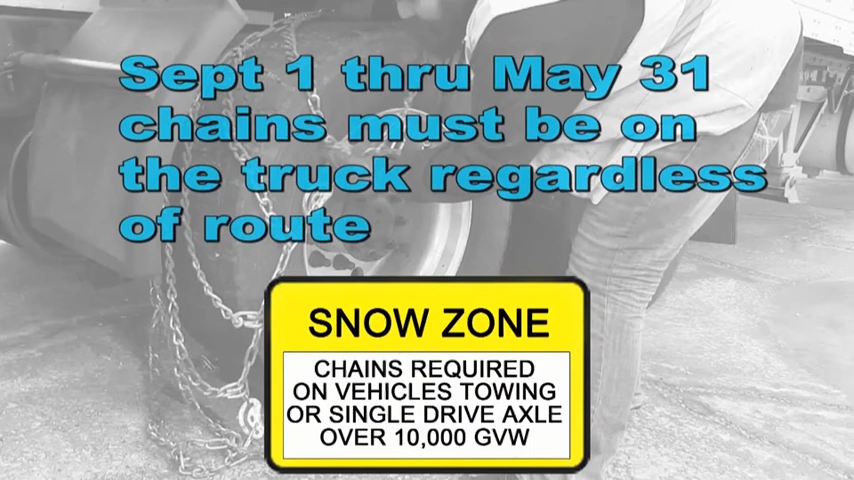 Sept 1 thru May 31
chains must be on
the truck regardless
of route
SNOW ZONE
CHAINS REQUIRED
ON VEHICLES TOWING
OR SINGLE DRIVE AXLE
OVER 10,000 GVW